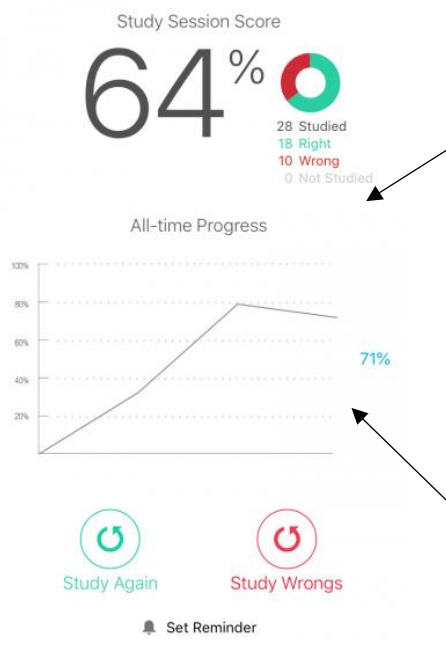 Study Session Score
64%
28 Studied
18 Right
10 Wrong
0 Not Studied
All-time Progress
100%
80%
60%
40%
20%
71%
Study Again
Study Wrongs
Set Reminder